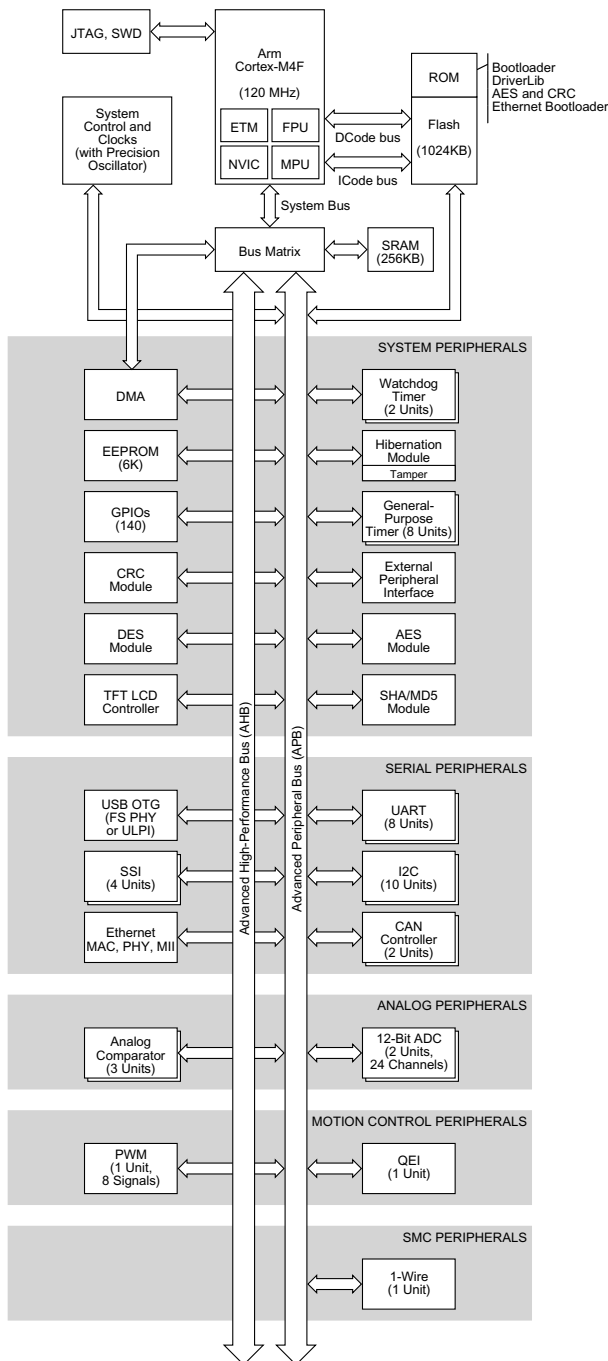 JTAG, SWD
Arm
Cortex-M4F
(120 MHz)
ETM
FPU
NVIC
MPU
ROM
Flash
(1024KB)
Bootloader
DriverLib
AES and CRC
Ethernet Bootloader
System
Control and
Clocks
(with Precision
Oscillator)
DCode bus
ICode bus
System Bus
Bus Matrix
SRAM
(256KB)
SYSTEM PERIPHERALS
DMA
Watchdog
Timer
(2 Units)
EEPROM
(6K)
Hibernation
Module
Tamper
GPIOs
(140)
General-
Purpose
Timer (8 Units)
CRC
Module
External
Peripheral
Interface
DES
Module
AES
Module
TFT LCD
Controller
SHA/MD5
Module
Advanced High-Performance Bus (AHB)
Advanced Peripheral Bus (APB)
SERIAL PERIPHERALS
USB OTG
(FS PHY
or ULPI)
UART
(8 Units)
SSI
(4 Units)
I2C
(10 Units)
Ethernet
MAC, PHY, MII
CAN
Controller
(2 Units)
ANALOG PERIPHERALS
Analog
Comparator
(3 Units)
12-Bit ADC
(2 Units,
24 Channels)
MOTION CONTROL PERIPHERALS
PWM
(1 Unit,
8 Signals)
QEI
(1 Unit)
SMC PERIPHERALS
1-Wire
(1 Unit)